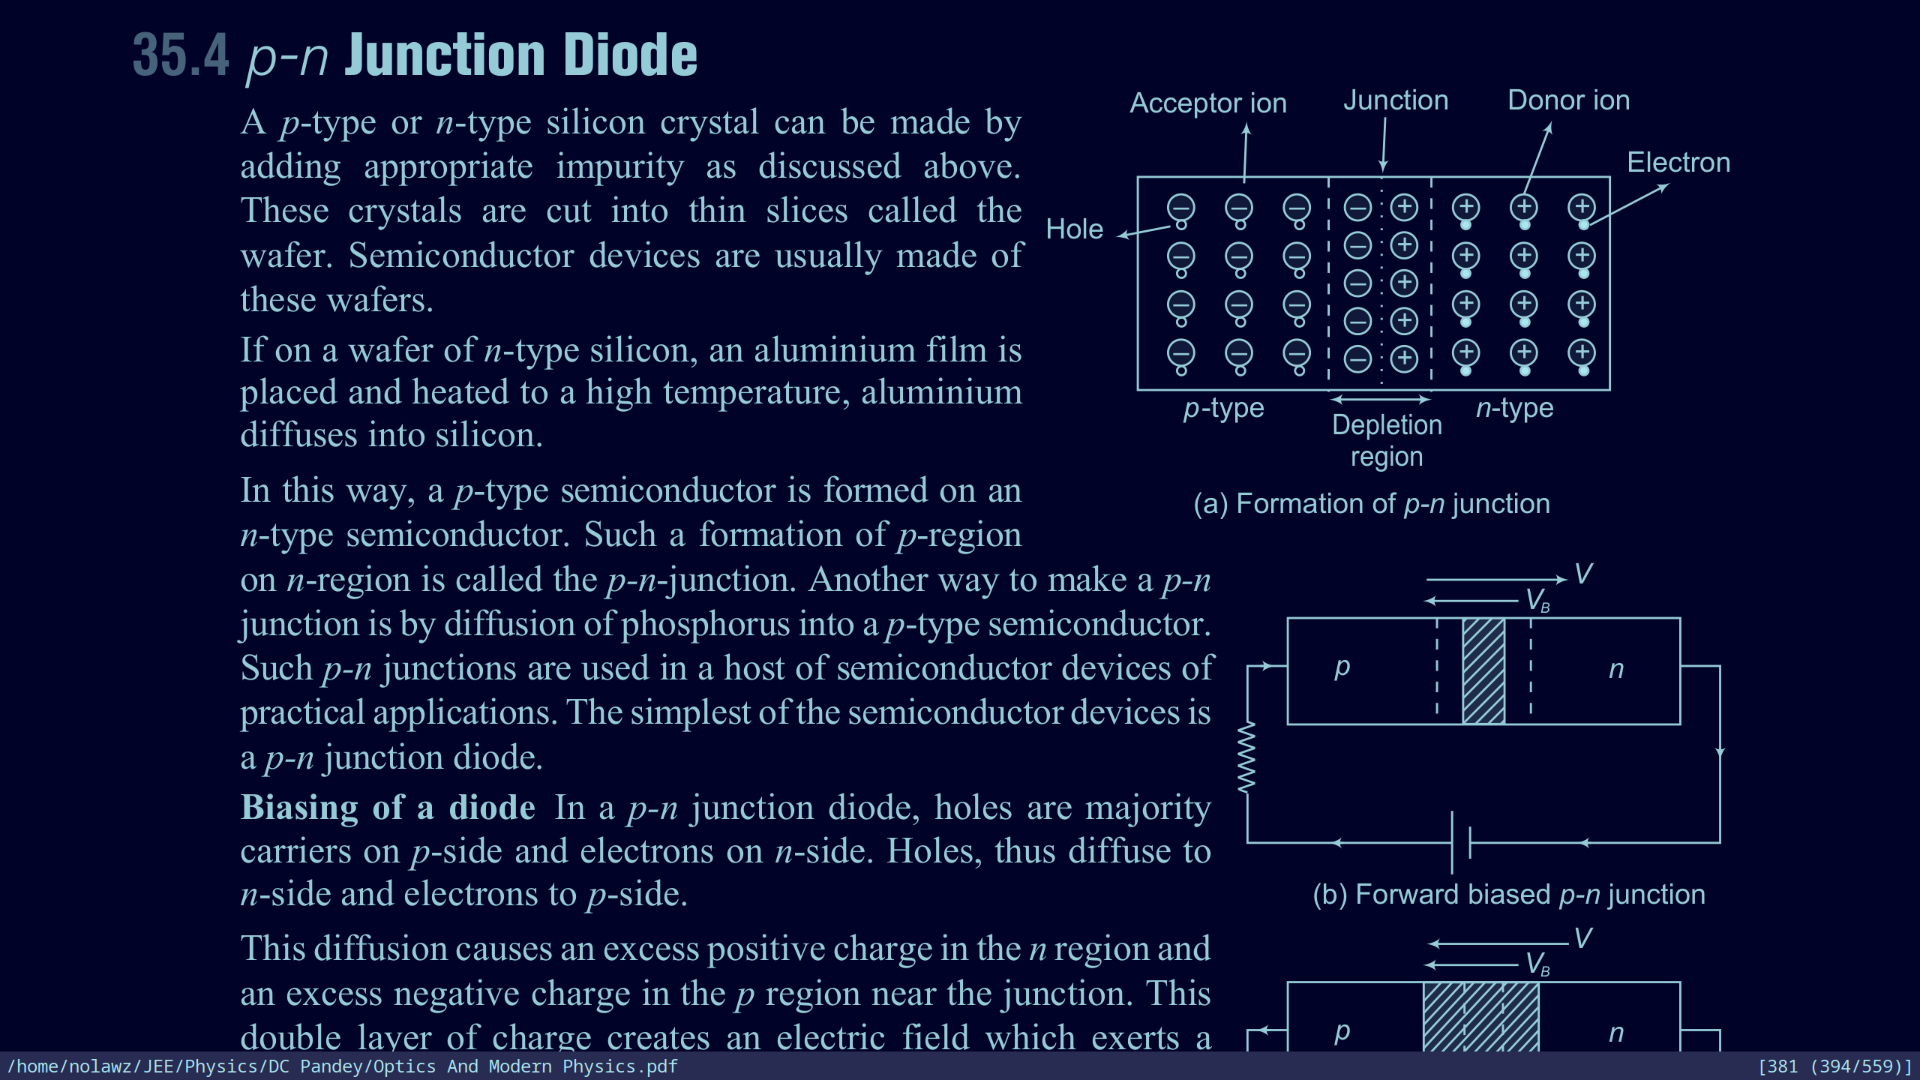 35.4 p-n Junction Diode
A p-type or n-type silicon crystal can be made by
adding appropriate impurity as discussed above.
These crystals are cut into thin slices called the
wafer. Semiconductor devices are usually made of
these wafers.
If on a wafer of n-type silicon, an aluminium film is
placed and heated to a high temperature, aluminium
diffuses into silicon.
In this way, a p-type semiconductor is formed on an
n-type semiconductor. Such a formation of p-region
on n-region is called the p-n-junction. Another way to make a p-n
junction is by diffusion of phosphorus into a p-type semiconductor.
Such p-n junctions are used in a host of semiconductor devices of
practical applications. The simplest of the semiconductor devices is
a p-n junction diode.
Biasing of a diode In a p-n junction diode, holes are majority
carriers on p-side and electrons on n-side. Holes, thus diffuse to
n-side and electrons to p-side.
This diffusion causes an excess positive charge in the n region and
an excess negative charge in the p region near the junction. This
double layer of charge creates an electric field which exerts a
Acceptor ion
Junction
Donor ion
Electron
Hole
p-type
n-type
Depletion
region
(a) Formation of p-n junction
V
VB
p
n
(b) Forward biased p-n junction
V
VB
p
n
/home/nolawz/JEE/Physics/DC Pandey/Optics And Modern Physics.pdf
[381 (394/559)]